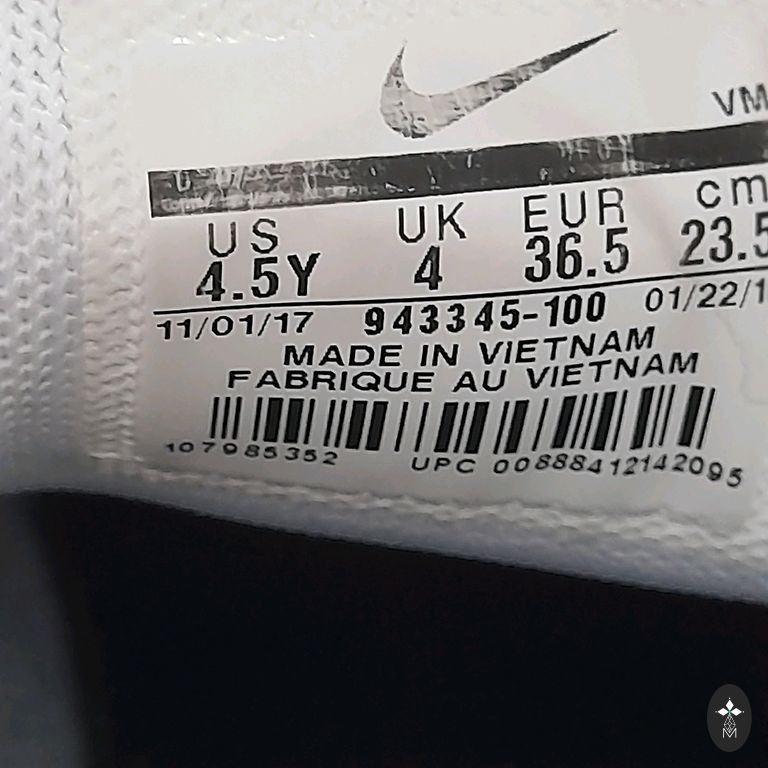 VM
US UK EUR cm
4.5Y 4 36.5 23.5
11/01/17 943345-100 01/22/1
MADE IN VIETNAM
FABRIQUE AU VIETNAM
107985352 UPC 00888412142095
M